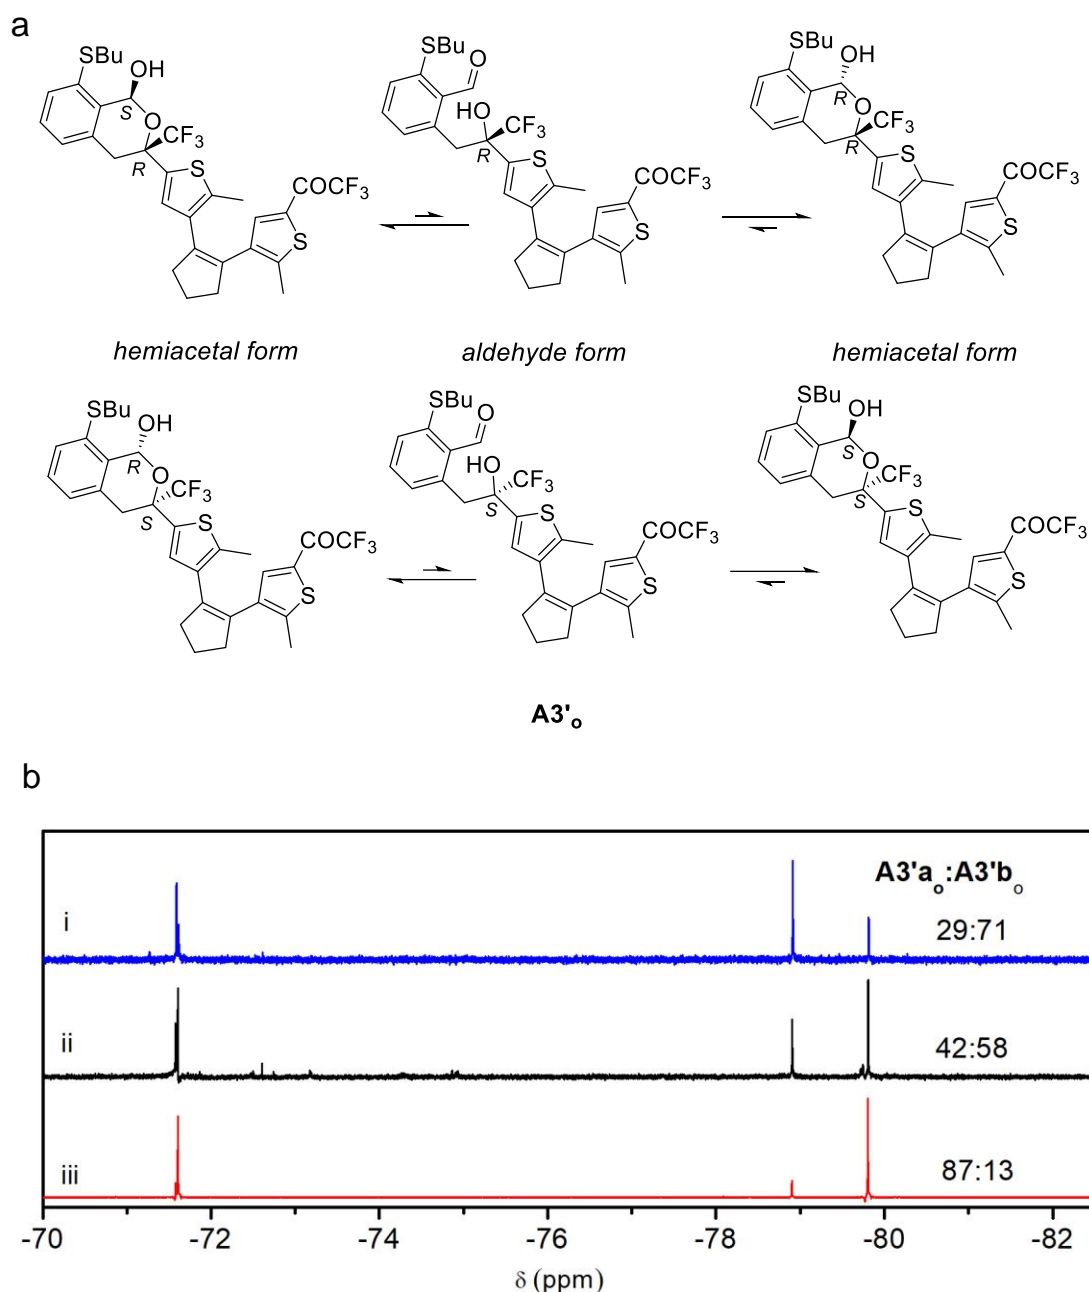 a
SBu
OH
S
O
CF3
R
S
COCF3
S
SBu
O
HO
CF3
R
S
COCF3
S
SBu
OH
R
O
CF3
R
S
COCF3
S
hemiacetal form
aldehyde form
hemiacetal form
SBu
OH
R
O
CF3
S
S
COCF3
S
SBu
O
HO
CF3
S
S
COCF3
S
SBu
OH
S
O
CF3
S
S
COCF3
S
A3'o
b
A3'ao:A3'bo
i
29:71
ii
42:58
iii
87:13
-70 -72 -74 -76 -78 -80 -82
δ (ppm)